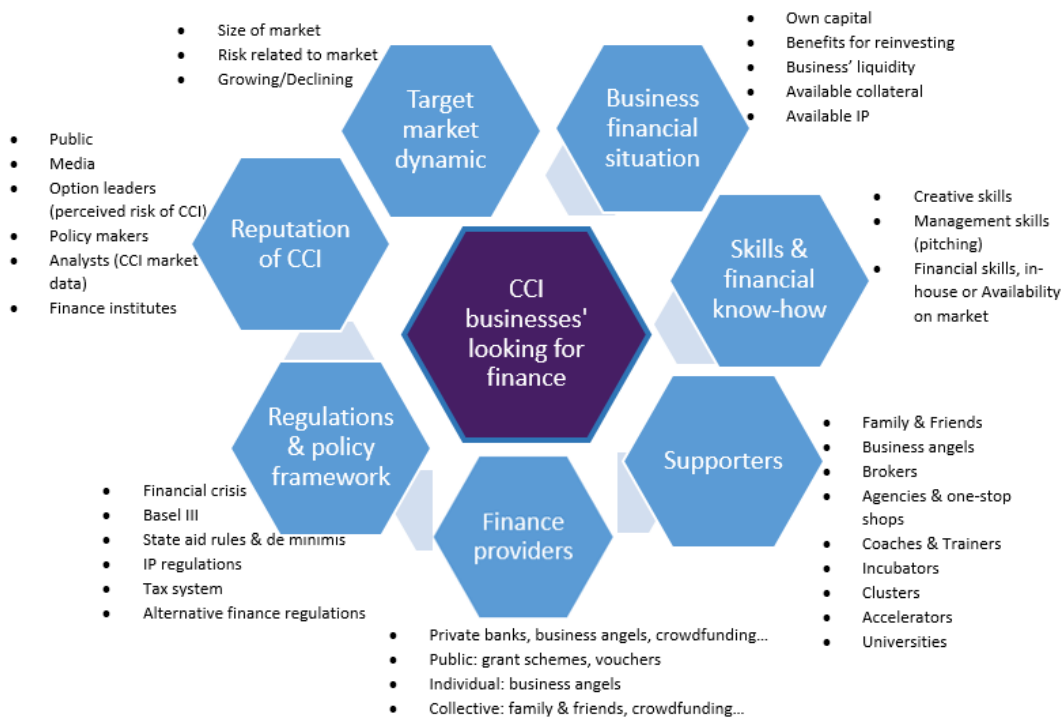 • Size of market
• Risk related to market
• Growing/Declining
Target
market
dynamic
Business
financial
situation
• Own capital
• Benefits for reinvesting
• Business’ liquidity
• Available collateral
• Available IP
• Public
• Media
• Option leaders
(perceived risk of CCI)
• Policy makers
• Analysts (CCI market
data)
• Finance institutes
Reputation
of CCI
CCI
businesses'
looking for
finance
Skills &
financial
know-how
• Creative skills
• Management skills
(pitching)
• Financial skills, in-
house or Availability
on market
Regulations
& policy
framework
• Financial crisis
• Basel III
• State aid rules & de minimis
• IP regulations
• Tax system
• Alternative finance regulations
Finance
providers
• Private banks, business angels, crowdfunding…
• Public: grant schemes, vouchers
• Individual: business angels
• Collective: family & friends, crowdfunding…
Supporters
• Family & Friends
• Business angels
• Brokers
• Agencies & one-stop
shops
• Coaches & Trainers
• Incubators
• Clusters
• Accelerators
• Universities